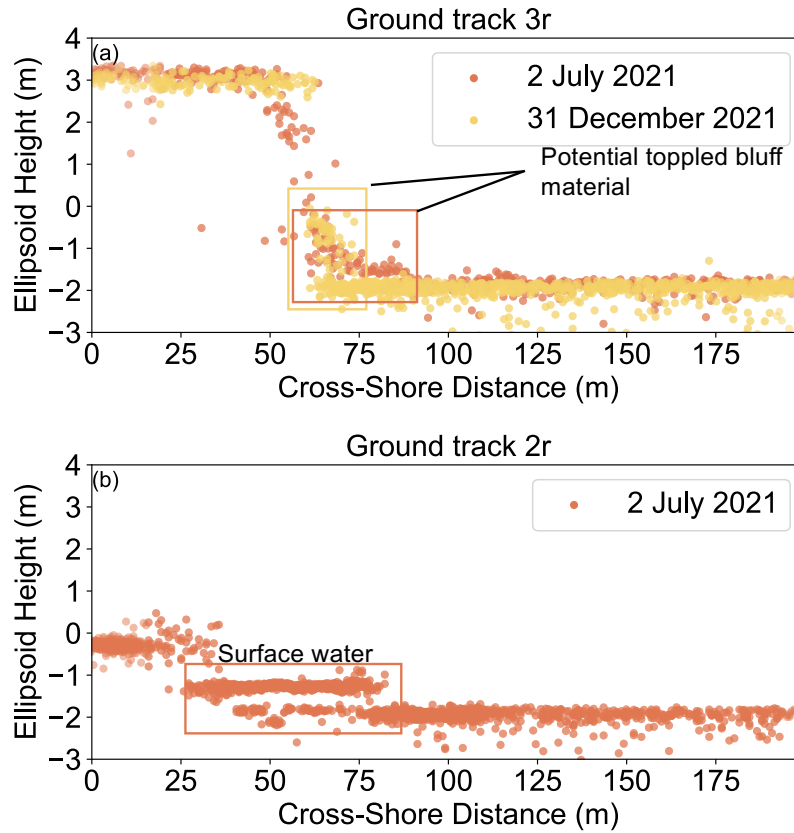 Ground track 3r
(a)
4
3
2
1
0
−1
−2
−3
Ellipsoid Height (m)
2 July 2021
31 December 2021
Potential toppled bluff
material
0 25 50 75 100 125 150 175
Cross-Shore Distance (m)
Ground track 2r
(b)
4
3
2
1
0
−1
−2
−3
Ellipsoid Height (m)
2 July 2021
Surface water
0 25 50 75 100 125 150 175
Cross-Shore Distance (m)